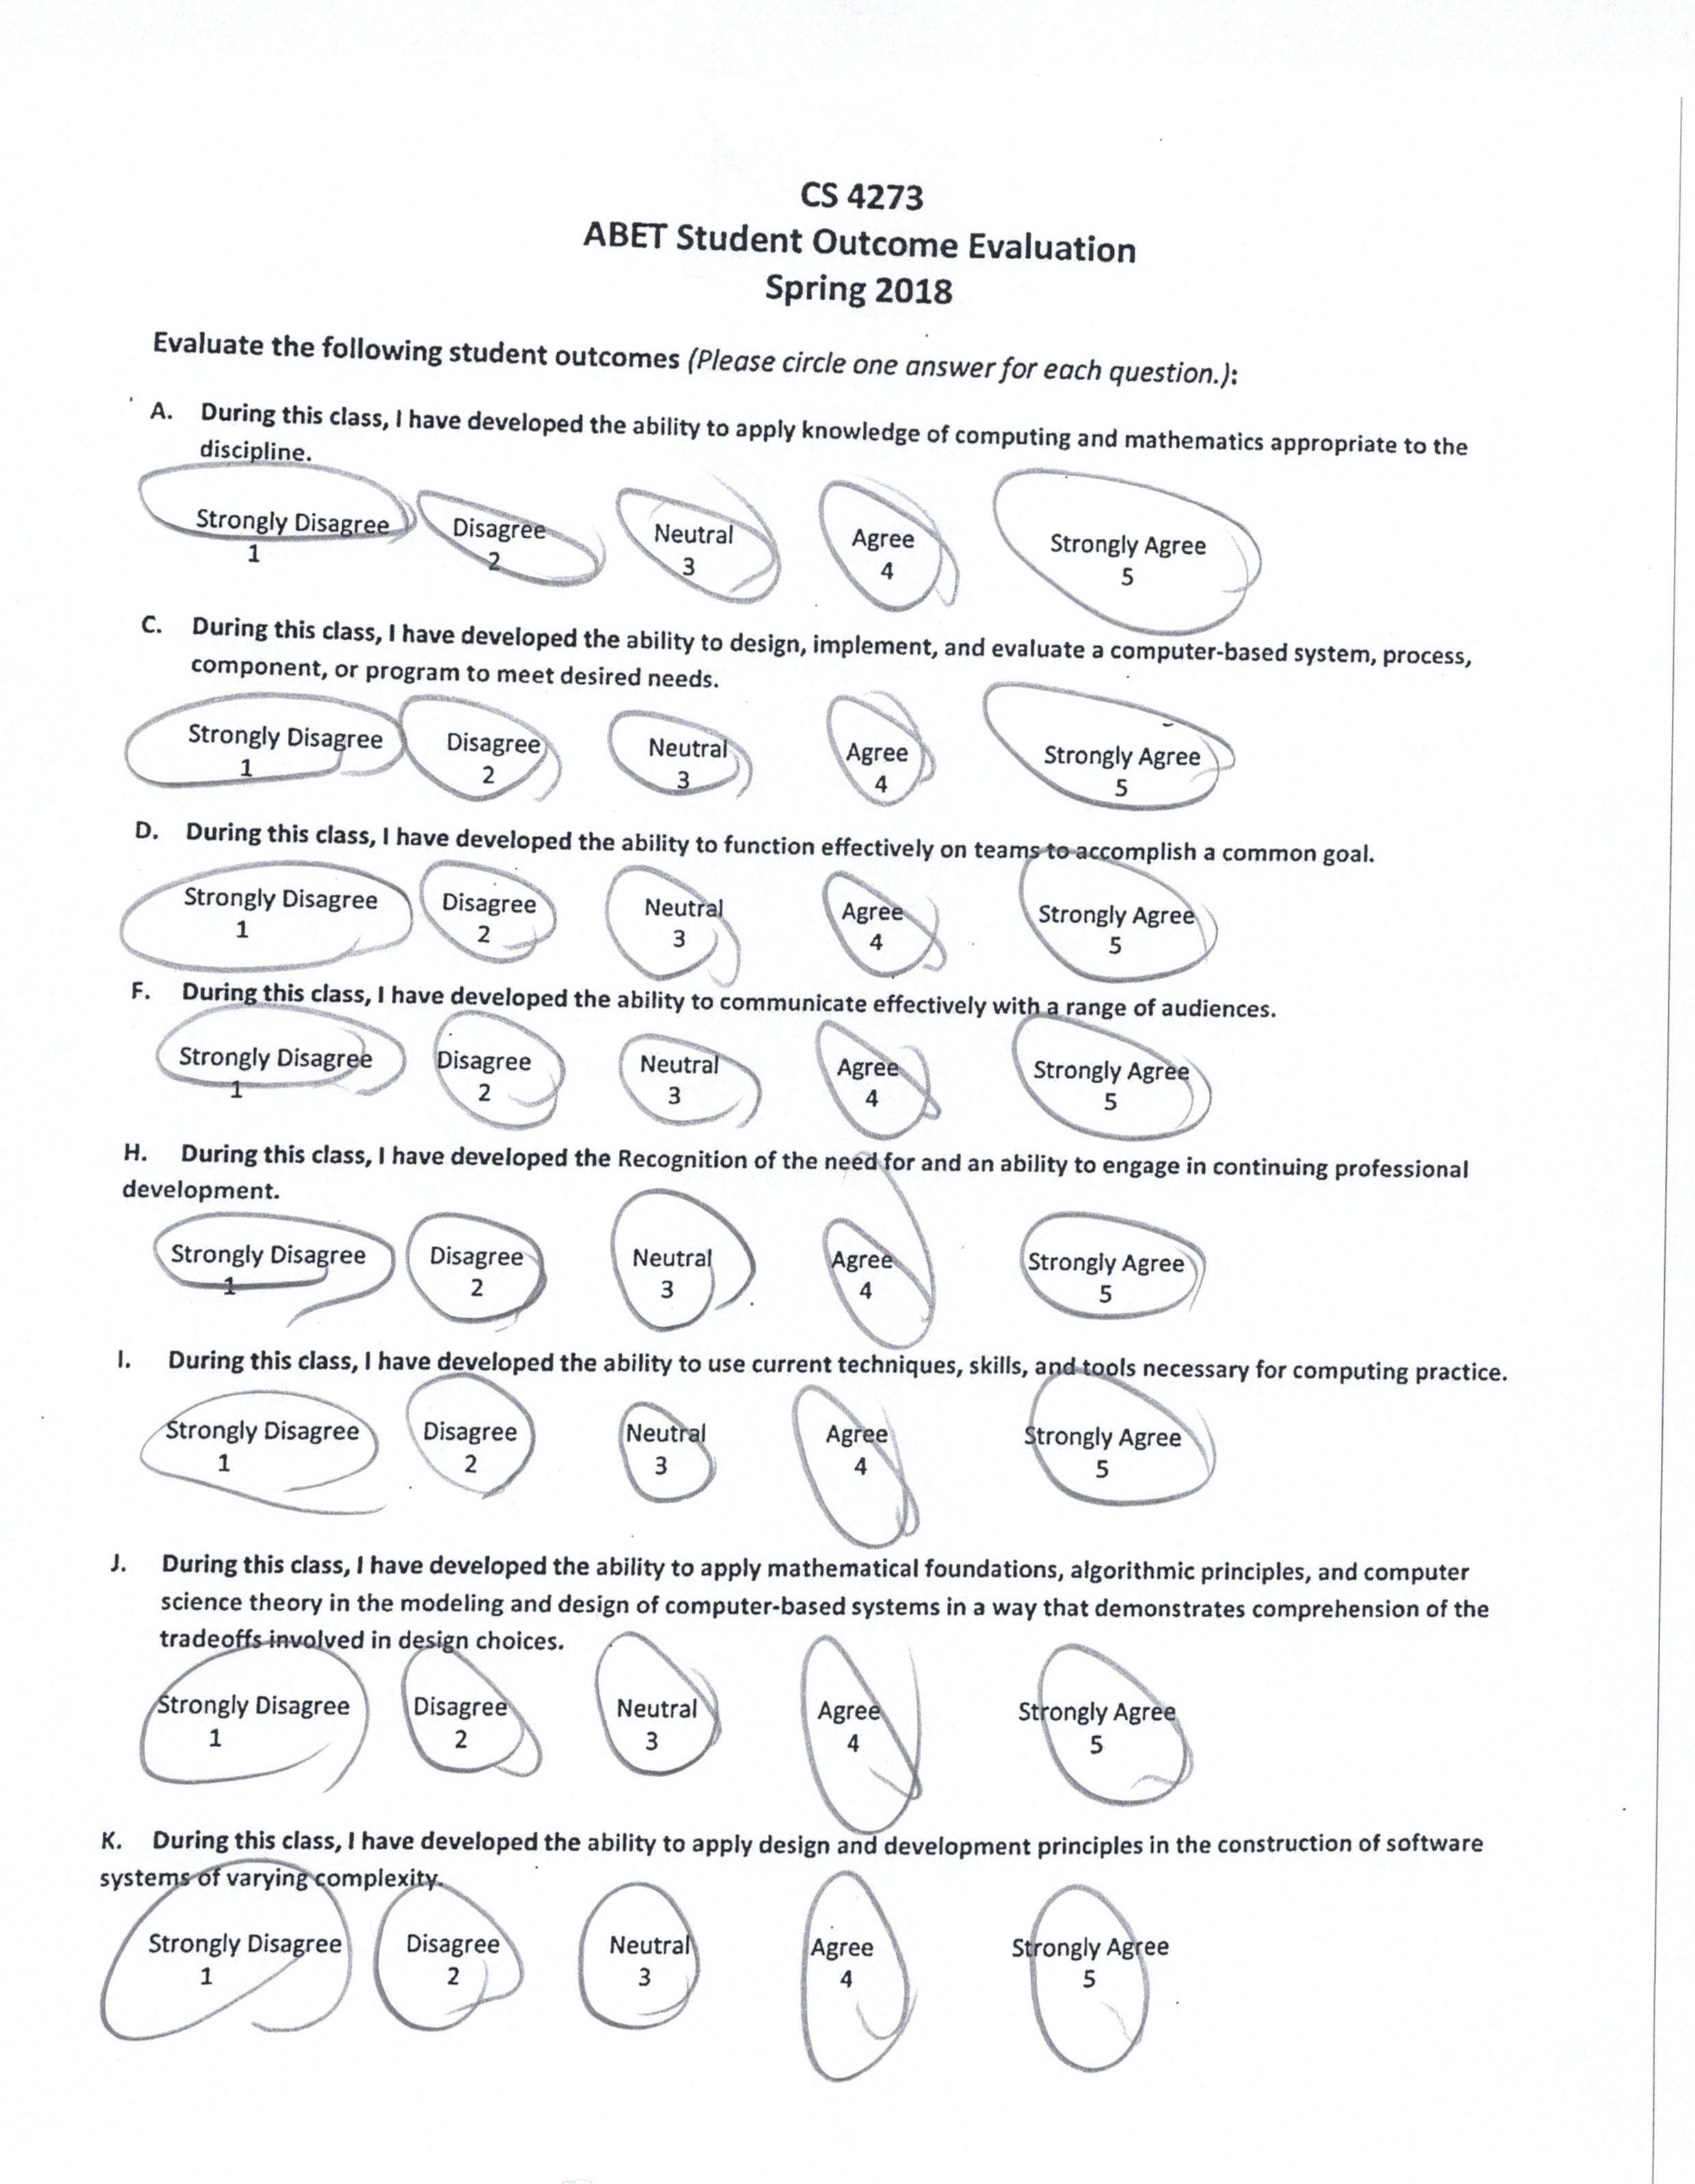 CS 4273
ABET Student Outcome Evaluation
Spring 2018
Evaluate the following student outcomes (Please circle one answer for each question.):
A. During this class, I have developed the ability to apply knowledge of computing and mathematics appropriate to the
discipline.
Strongly Disagree Disagree Neutral Agree Strongly Agree
1 2 3 4 5
C. During this class, I have developed the ability to design, implement, and evaluate a computer-based system, process,
component, or program to meet desired needs.
Strongly Disagree Disagree Neutral Agree Strongly Agree
1 2 3 4 5
D. During this class, I have developed the ability to function effectively on teams to accomplish a common goal.
Strongly Disagree Disagree Neutral Agree Strongly Agree
1 2 3 4 5
F. During this class, I have developed the ability to communicate effectively with a range of audiences.
Strongly Disagree Disagree Neutral Agree Strongly Agree
1 2 3 4 5
H. During this class, I have developed the Recognition of the need for and an ability to engage in continuing professional
development.
Strongly Disagree Disagree Neutral Agree Strongly Agree
1 2 3 4 5
I. During this class, I have developed the ability to use current techniques, skills, and tools necessary for computing practice.
Strongly Disagree Disagree Neutral Agree Strongly Agree
1 2 3 4 5
J. During this class, I have developed the ability to apply mathematical foundations, algorithmic principles, and computer
science theory in the modeling and design of computer-based systems in a way that demonstrates comprehension of the
tradeoffs involved in design choices.
Strongly Disagree Disagree Neutral Agree Strongly Agree
1 2 3 4 5
K. During this class, I have developed the ability to apply design and development principles in the construction of software
systems of varying complexity.
Strongly Disagree Disagree Neutral Agree Strongly Agree
1 2 3 4 5